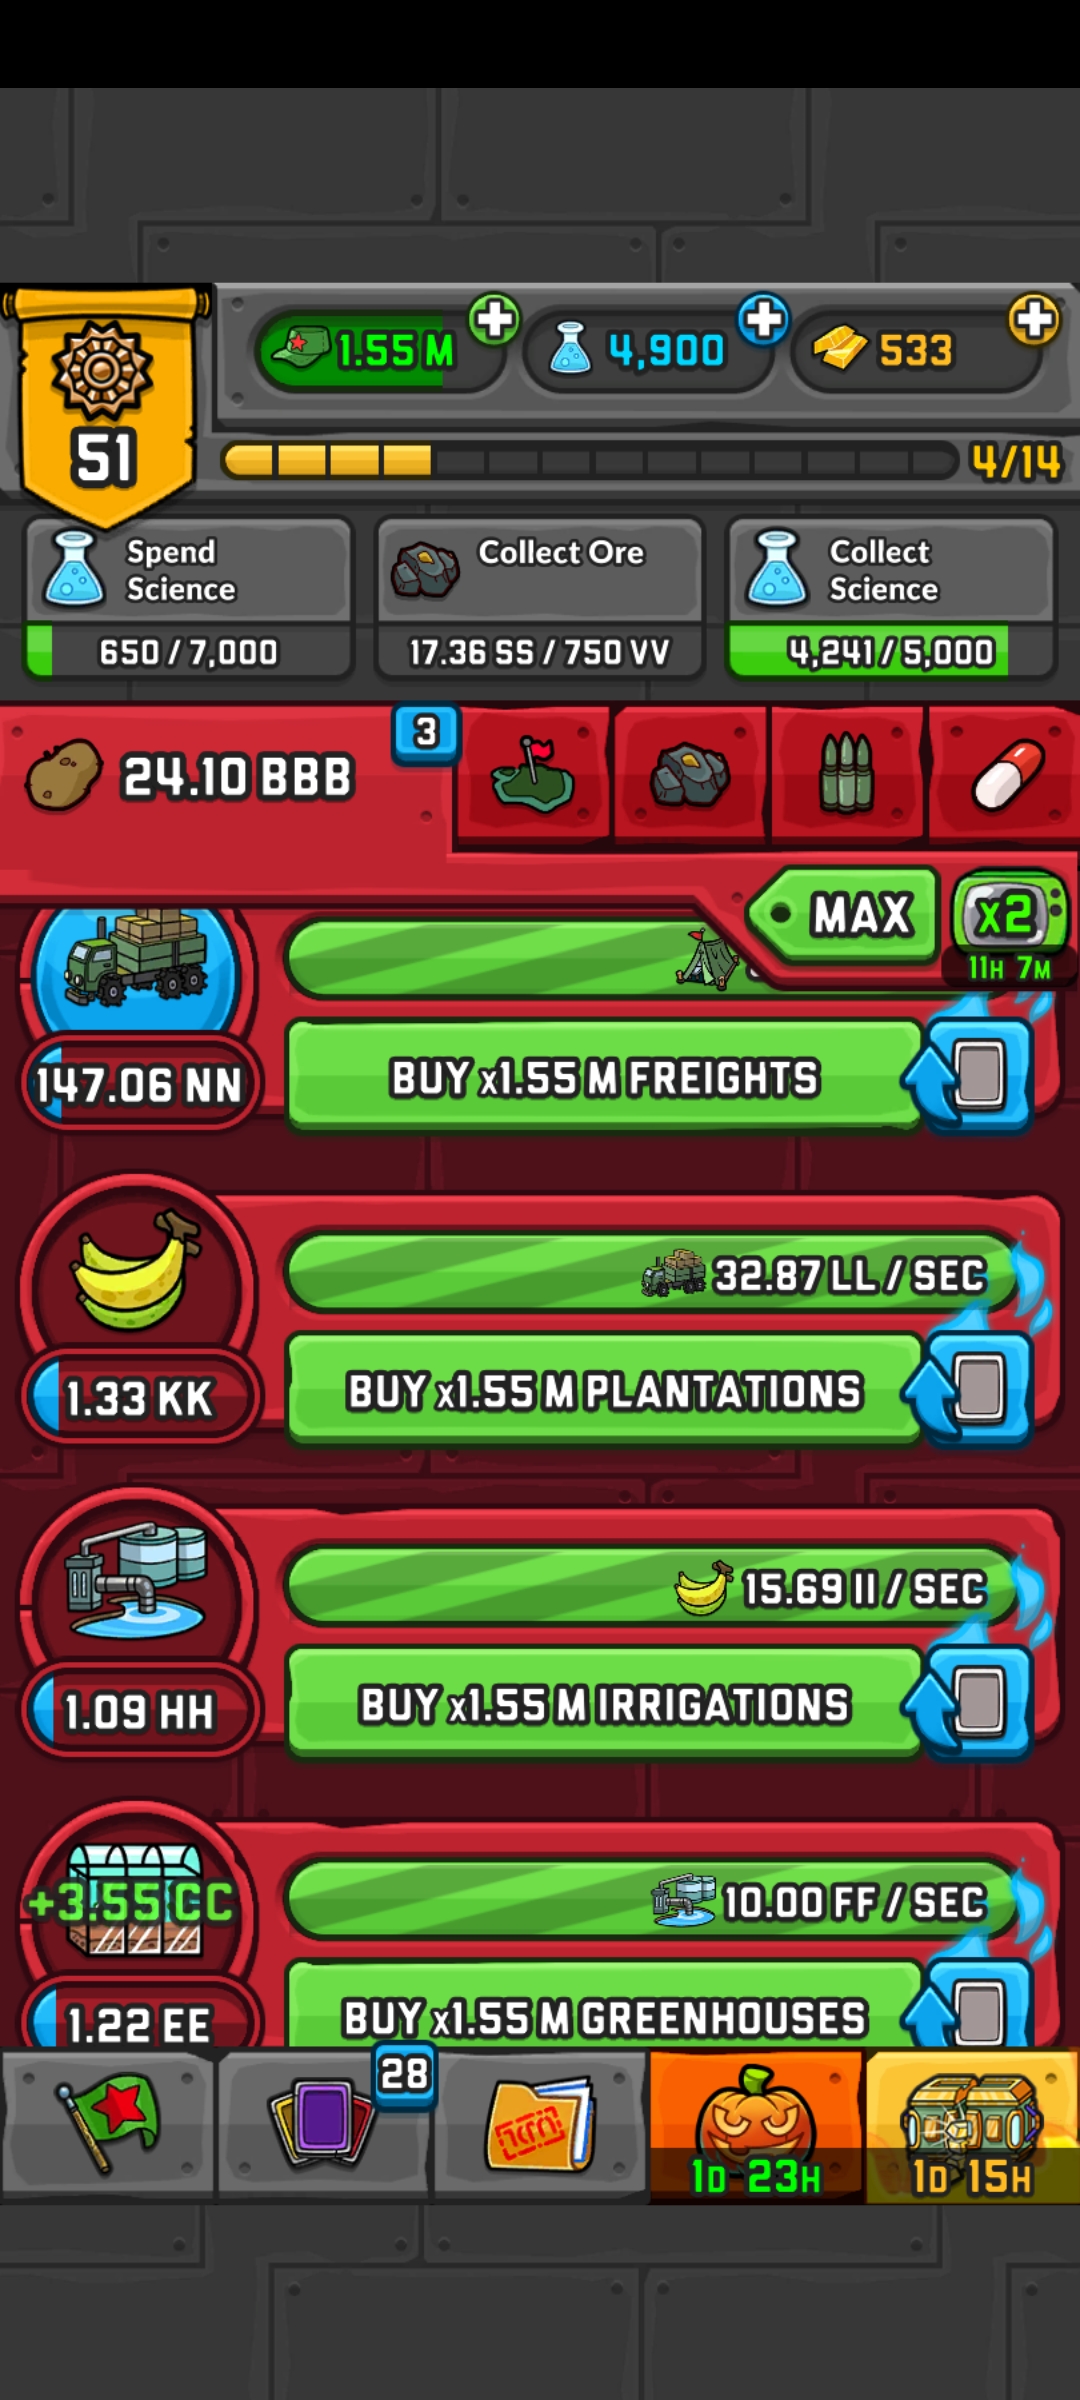 1.55 M
4,900
533
51
4/14
Spend
Science
650 / 7,000
Collect Ore
17.36 SS / 750 VV
Collect
Science
4,241 / 5,000
24.10 BBB
3
MAX
x2
11H 7M
147.06 NN
BUY x1.55 M FREIGHTS
32.87 LL / SEC
1.33 KK
BUY x1.55 M PLANTATIONS
15.69 II / SEC
1.09 HH
BUY x1.55 M IRRIGATIONS
+3.55 CC
10.00 FF / SEC
1.22 EE
BUY x1.55 M GREENHOUSES
28
1D 23H
1D 15H